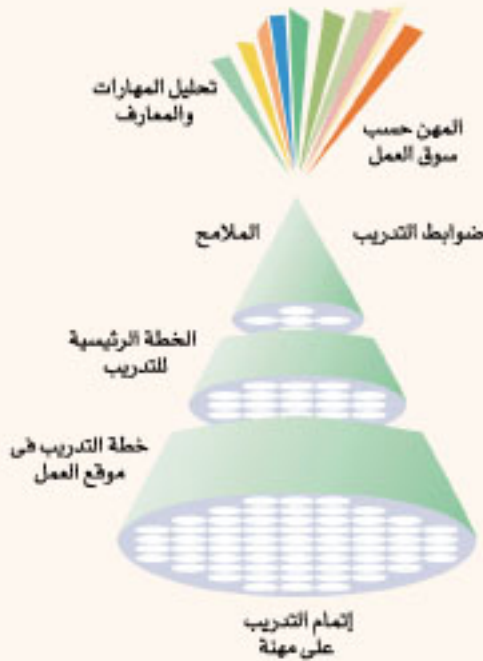 تحليل المهارات
والمعارف
المهن حسب
سوق العمل
ضوابط التدريب
الملامح
الخطة الرئيسية
للتدريب
خطة التدريب فى
موقع العمل
إتمام التدريب
على مهنة